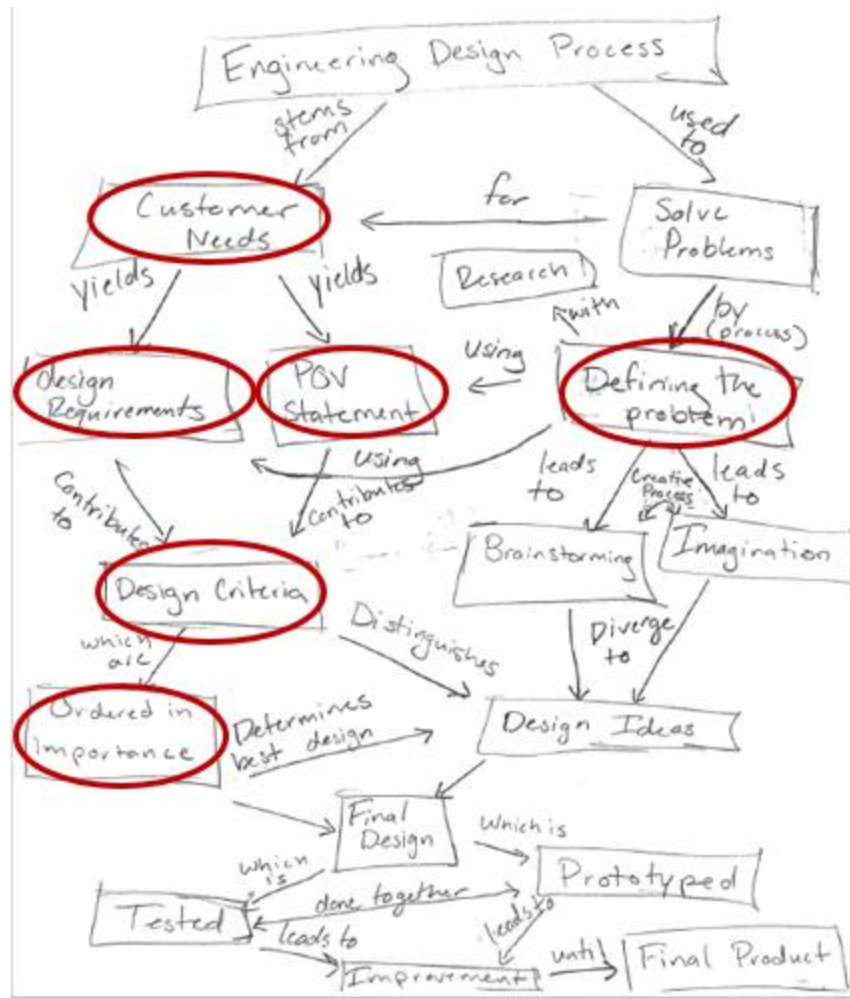 Engineering Design Process
stems
from
used
to
Customer
Needs
for
Solve
Problems
yields
yields
Research
with
by
(process)
design
Requirements
POV
Statement
using
Defining the
problem
using
leads
to
Creative
Process
leads
to
Contributes
to
contributes
to
Brainstorming
Imagination
Design Criteria
which
are
Distinguishes
Diverge
to
Ordered in
importance
Determines
best design
Design Ideas
Final
Design
which is
which
is
Prototyped
done together
Tested
leads to
leads to
Improvement
until
Final Product